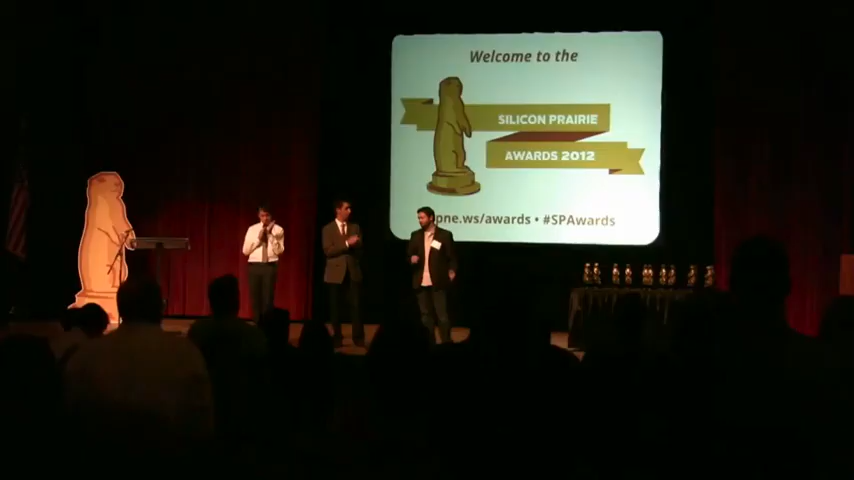 Welcome to the
SILICON PRAIRIE
AWARDS 2012
pne.ws/awards • #SPAwards